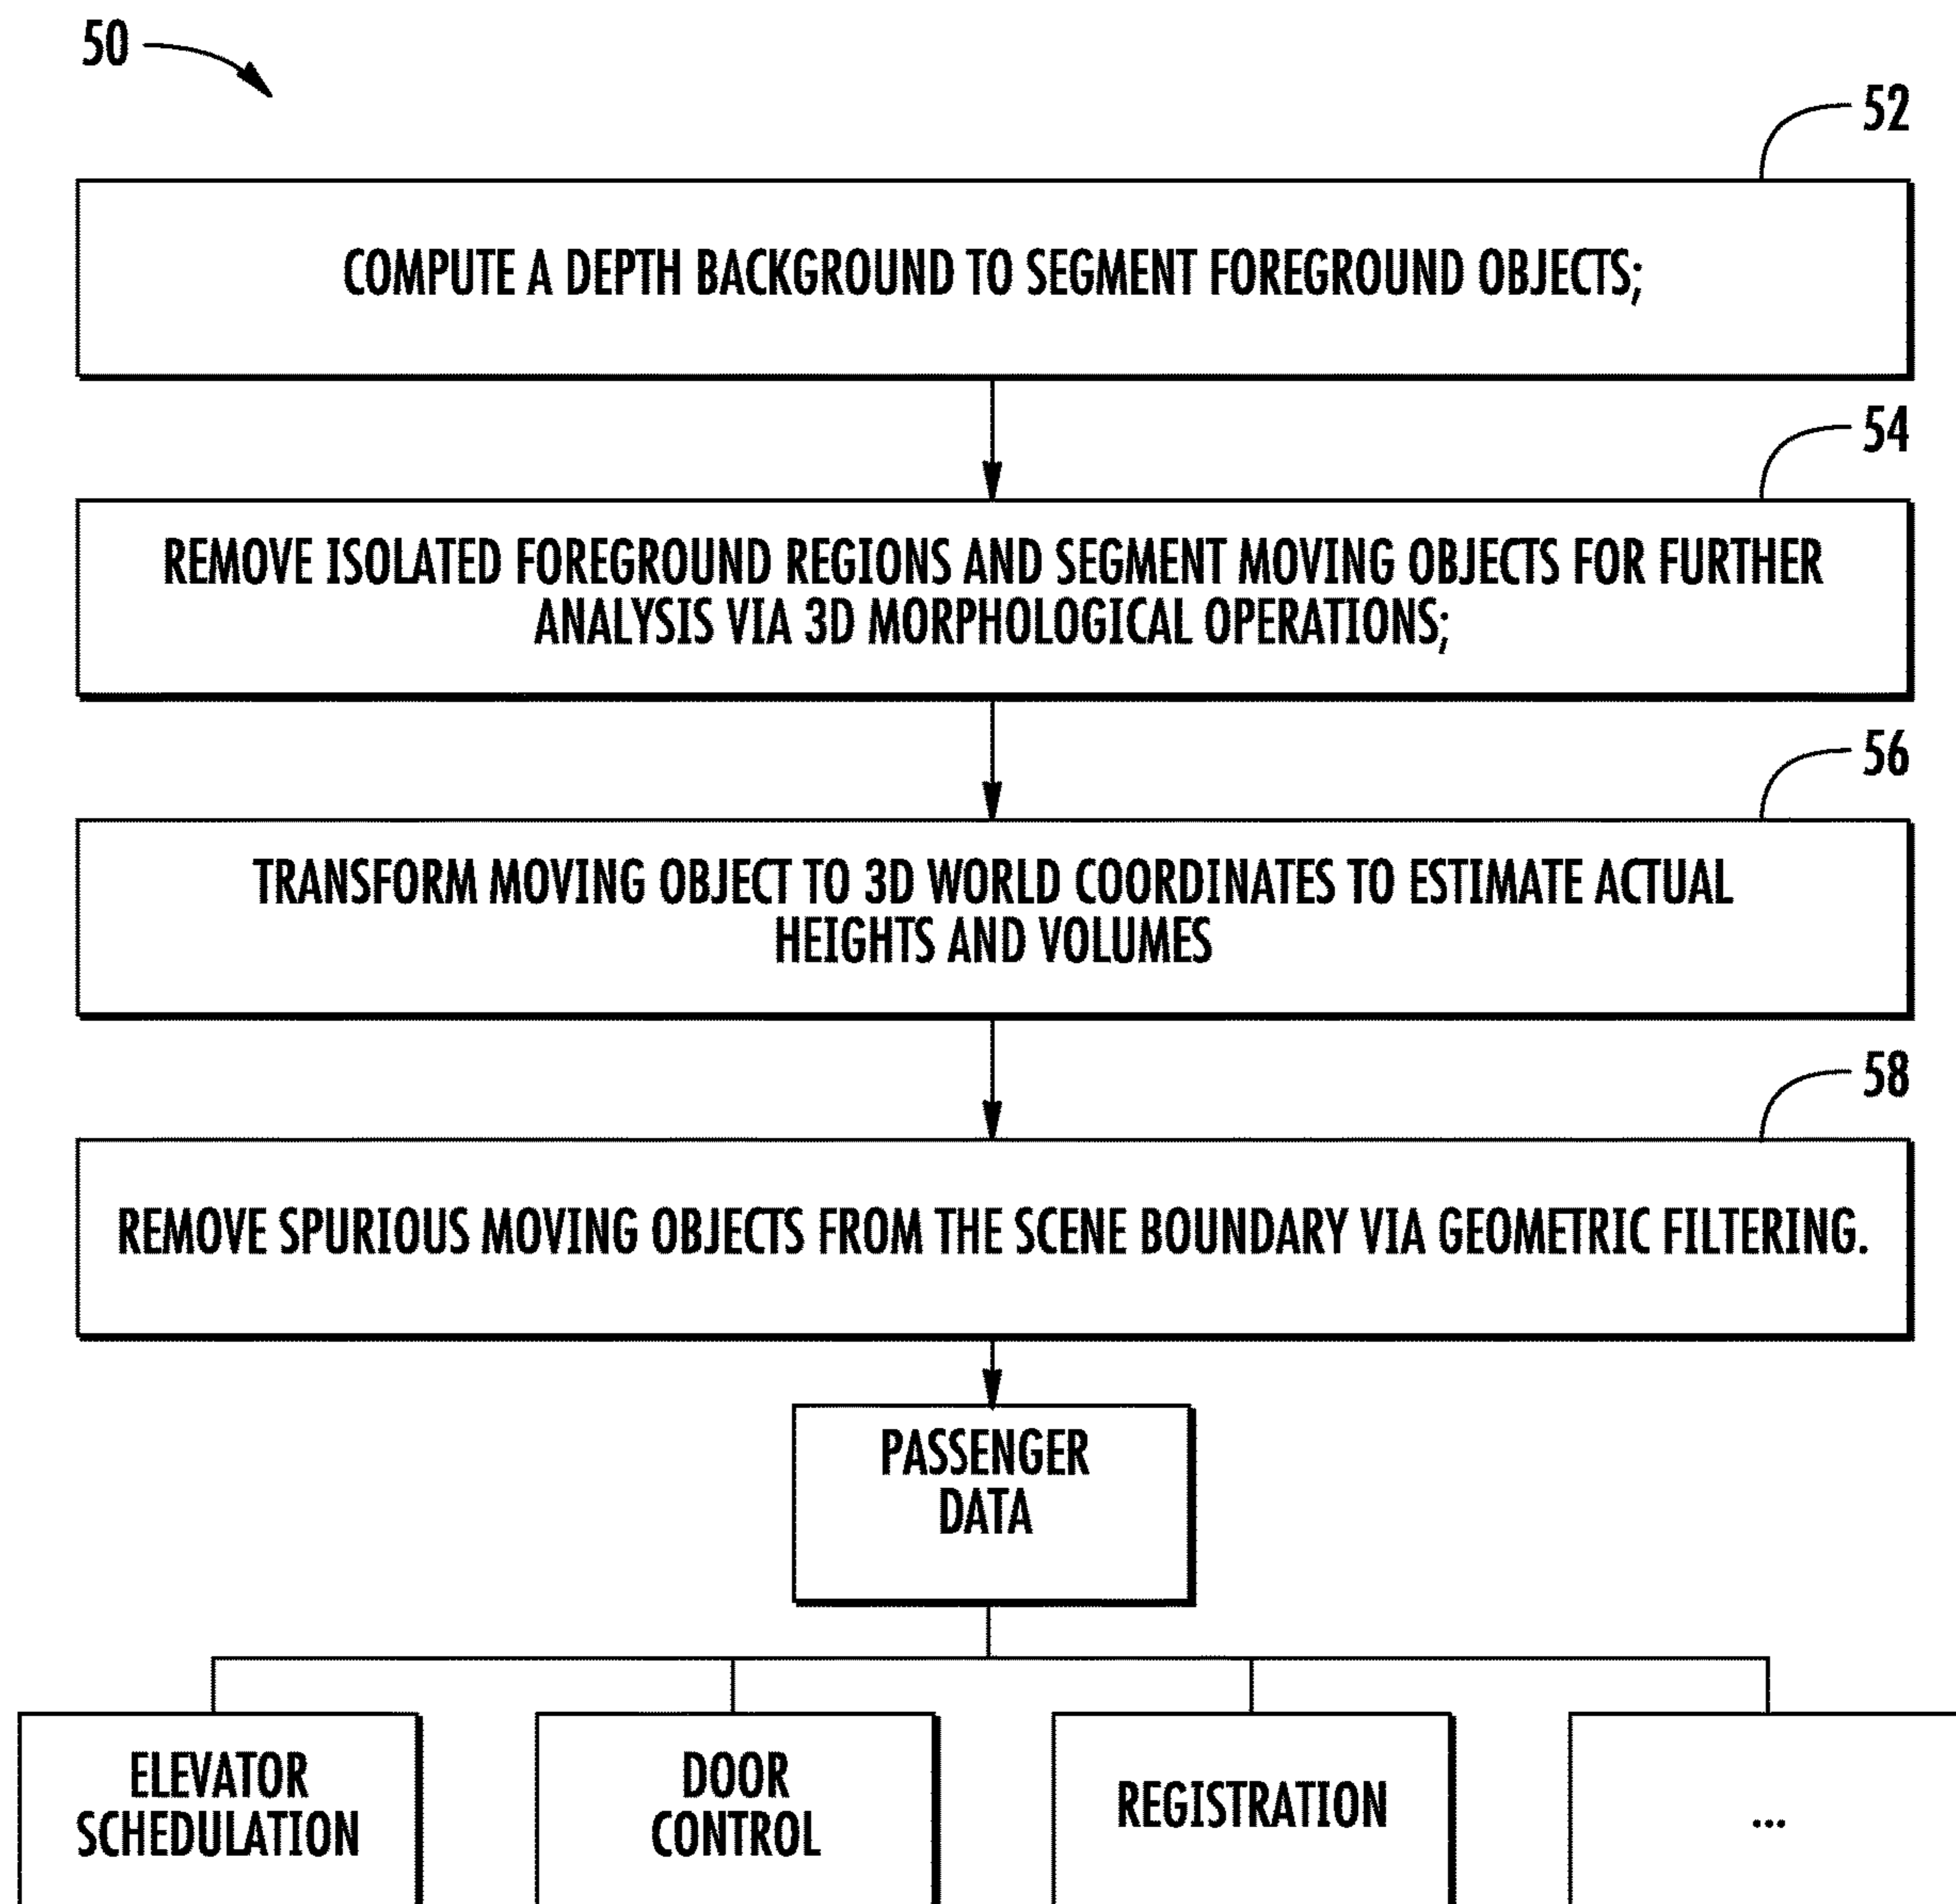 50
52
COMPUTE A DEPTH BACKGROUND TO SEGMENT FOREGROUND OBJECTS;
54
REMOVE ISOLATED FOREGROUND REGIONS AND SEGMENT MOVING OBJECTS FOR FURTHER
ANALYSIS VIA 3D MORPHOLOGICAL OPERATIONS;
56
TRANSFORM MOVING OBJECT TO 3D WORLD COORDINATES TO ESTIMATE ACTUAL
HEIGHTS AND VOLUMES
58
REMOVE SPURIOUS MOVING OBJECTS FROM THE SCENE BOUNDARY VIA GEOMETRIC FILTERING.
PASSENGER
DATA
ELEVATOR
SCHEDULATION
DOOR
CONTROL
REGISTRATION
...